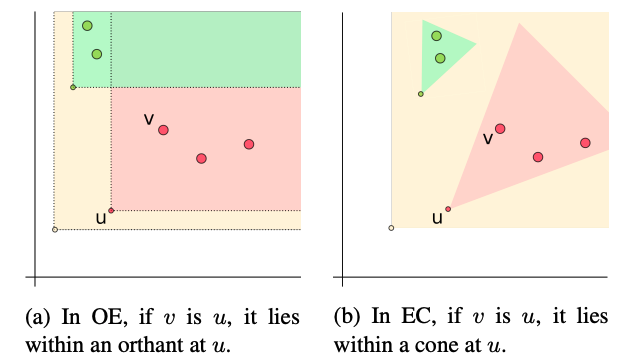 v
u
v
u
(a) In OE, if v is u, it lies
within an orthant at u.
(b) In EC, if v is u, it lies
within a cone at u.